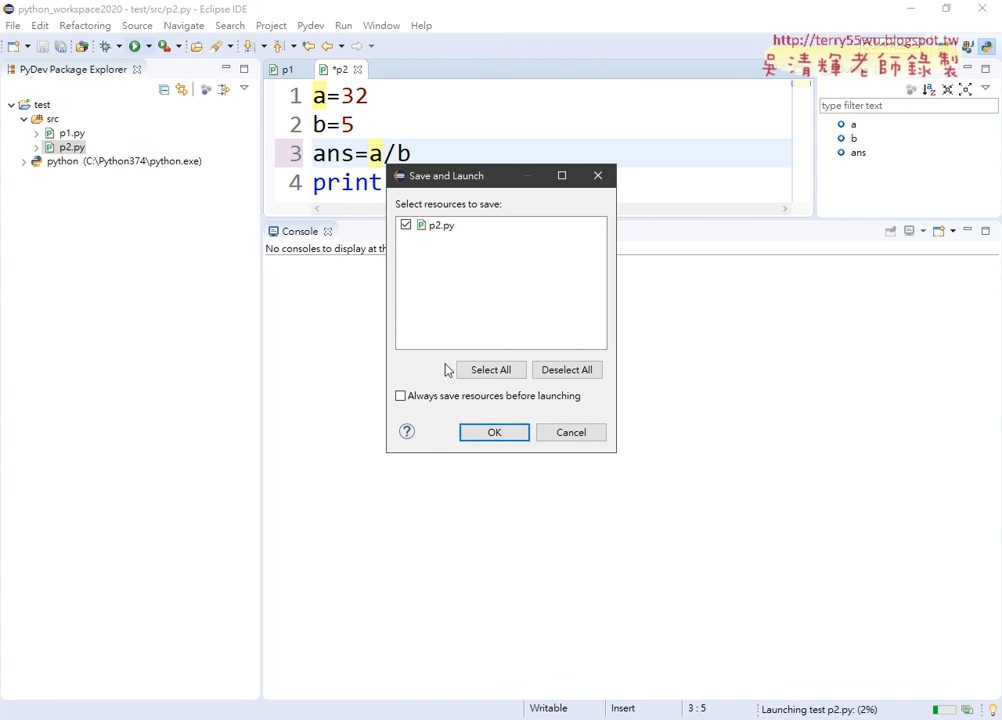 python_workspace2020 - test/src/p2.py - Eclipse IDE
File Edit Refactoring Source Navigate Search Project Pydev Run Window Help
http://terry55wu.blogspot.tw
吳清輝老師錄製
PyDev Package Explorer
p1
*p2
test
src
p1.py
p2.py
python (C:\Python374\python.exe)
1 a=32
2 b=5
3 ans=a/b
4 print
type filter text
a
b
ans
Console
No consoles to display at th
Save and Launch
Select resources to save:
p2.py
Select All
Deselect All
Always save resources before launching
OK
Cancel
Writable
Insert
3 : 5
Launching test p2.py: (2%)